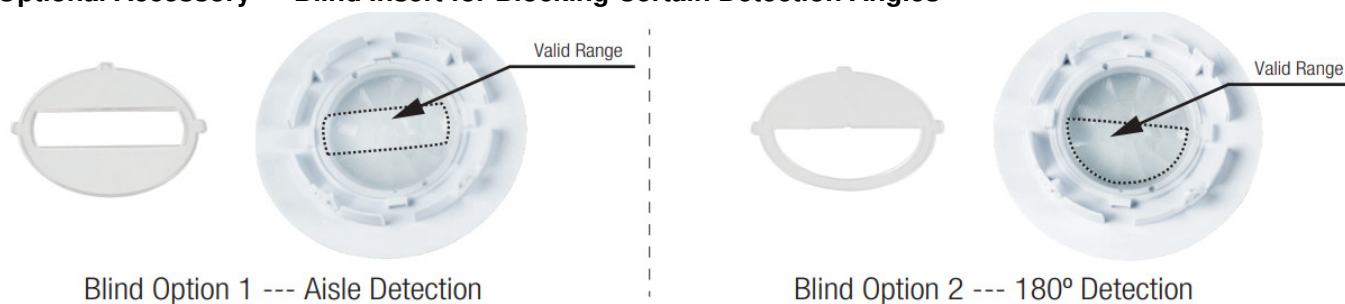 Optional Accessory --- Blind Insert for Blocking Certain Detection Angles
Valid Range
Valid Range
Blind Option 1 --- Aisle Detection
Blind Option 2 --- 180º Detection